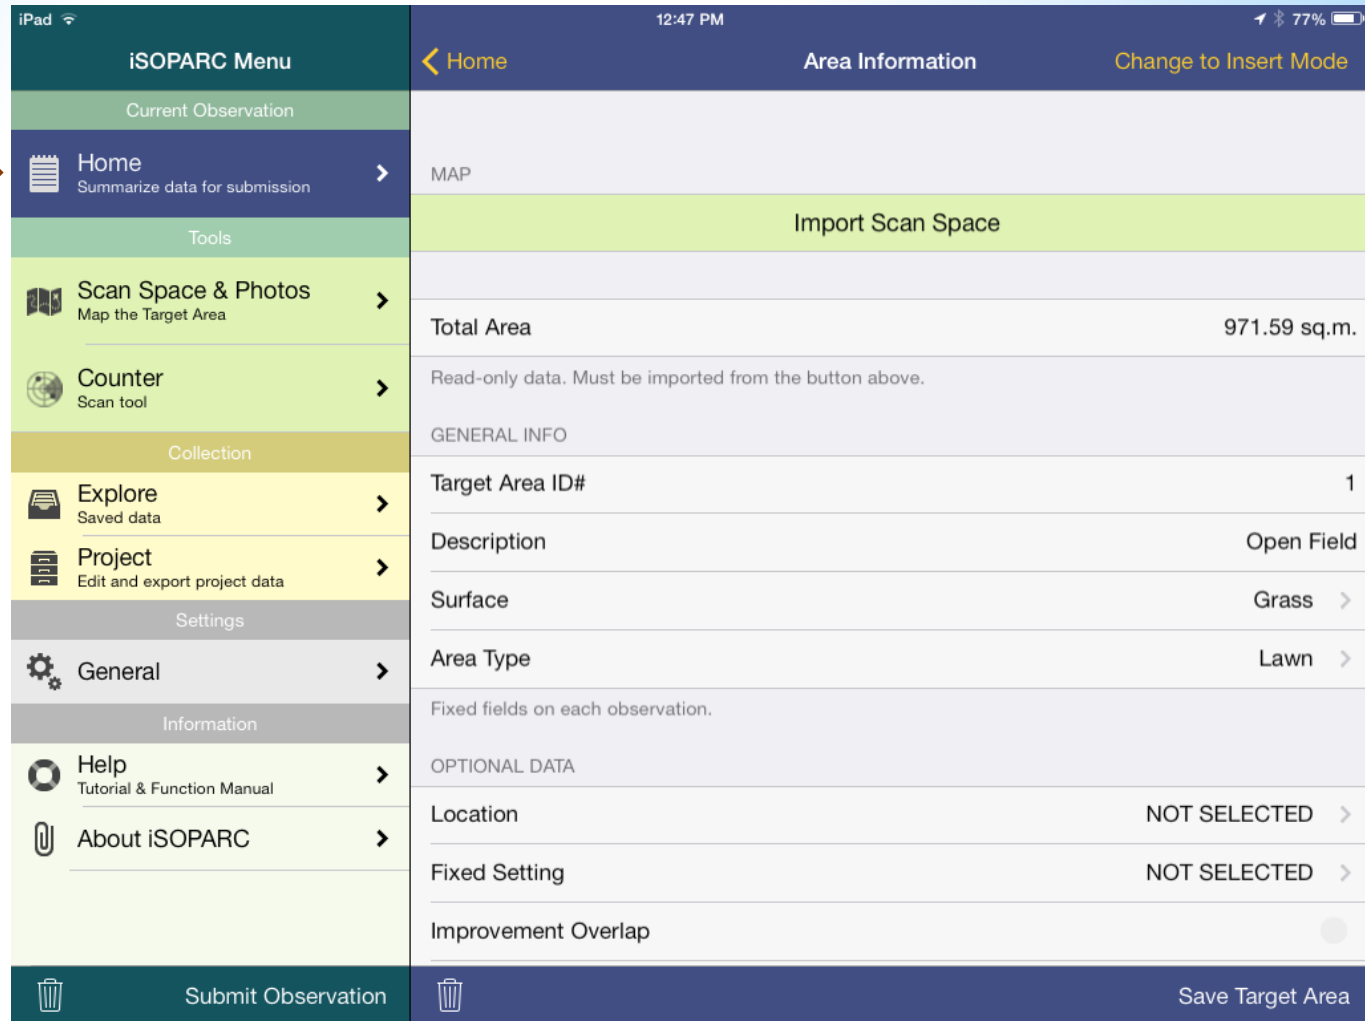 iPad
12:47 PM
77%
iSOPARC Menu
Current Observation
Home
Summarize data for submission
Tools
Scan Space & Photos
Map the Target Area
Counter
Scan tool
Collection
Explore
Saved data
Project
Edit and export project data
Settings
General
Information
Help
Tutorial & Function Manual
About iSOPARC
Submit Observation
Home
Area Information
Change to Insert Mode
MAP
Import Scan Space
Total Area 971.59 sq.m.
Read-only data. Must be imported from the button above.
GENERAL INFO
Target Area ID# 1
Description Open Field
Surface Grass
Area Type Lawn
Fixed fields on each observation.
OPTIONAL DATA
Location NOT SELECTED
Fixed Setting NOT SELECTED
Improvement Overlap
Save Target Area